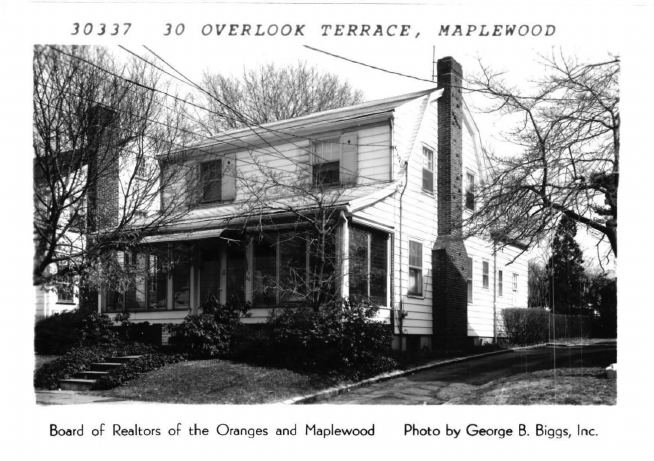 30337 30 OVERLOOK TERRACE, MAPLEWOOD
Board of Realtors of the Oranges and Maplewood Photo by George B. Biggs, Inc.